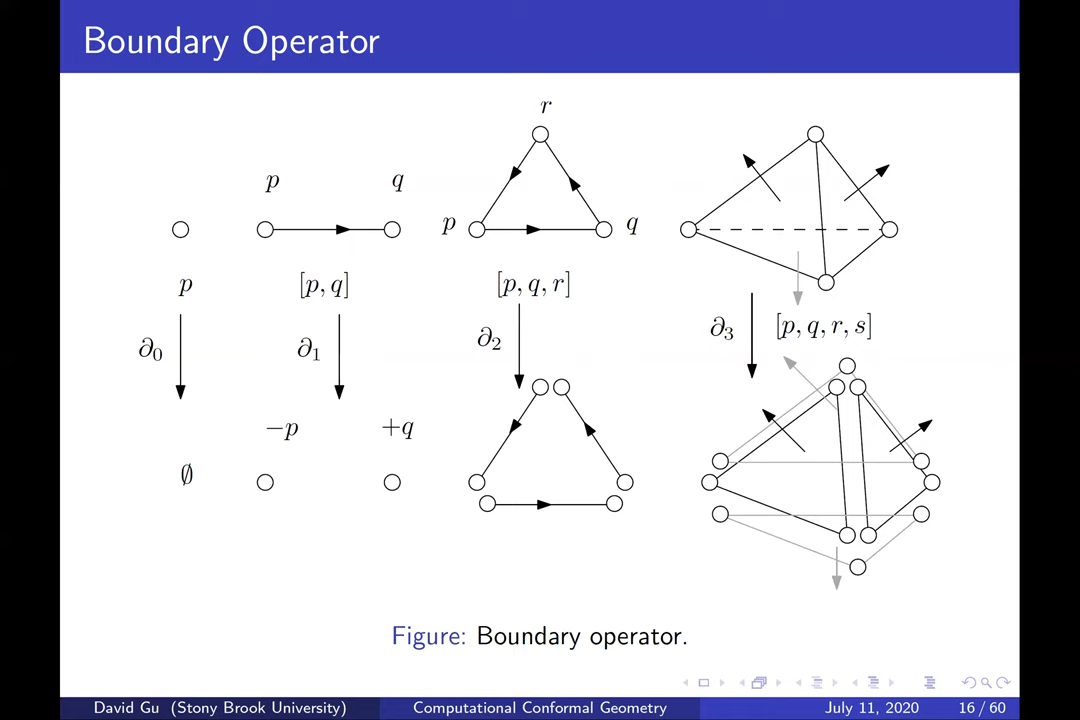 Boundary Operator
r
p q
p q
p [p, q] [p, q, r]
∂₀ ∂₁ ∂₂ ∂₃ [p, q, r, s]
−p +q
∅
Figure: Boundary operator.
David Gu (Stony Brook University) Computational Conformal Geometry July 11, 2020 16 / 60